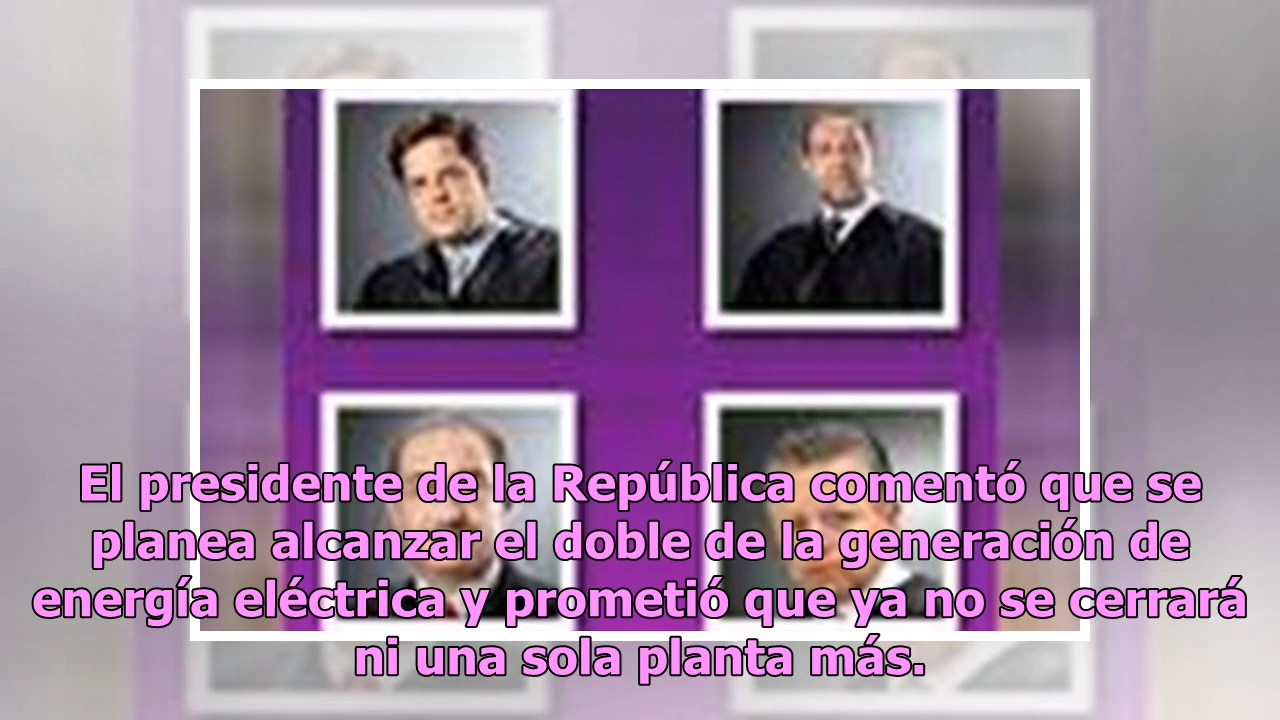 El presidente de la República comentó que se
planea alcanzar el doble de la generación de
energía eléctrica y prometió que ya no se cerrará
ni una sola planta más.